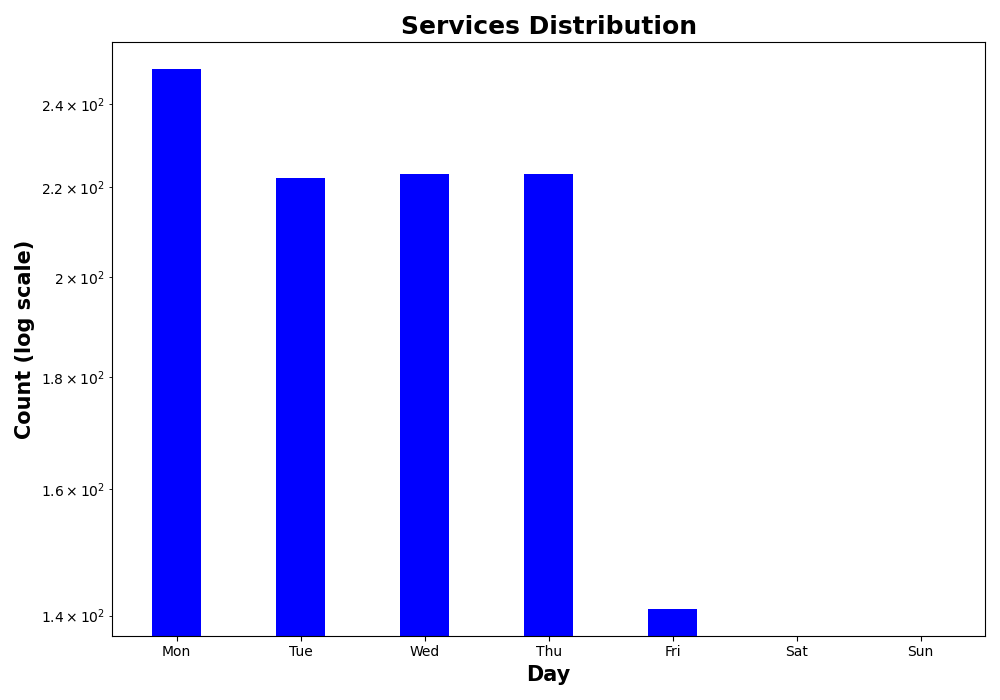 Services Distribution
Count (log scale)
2.4 × 10²
2.2 × 10²
2 × 10²
1.8 × 10²
1.6 × 10²
1.4 × 10²
Mon Tue Wed Thu Fri Sat Sun
Day